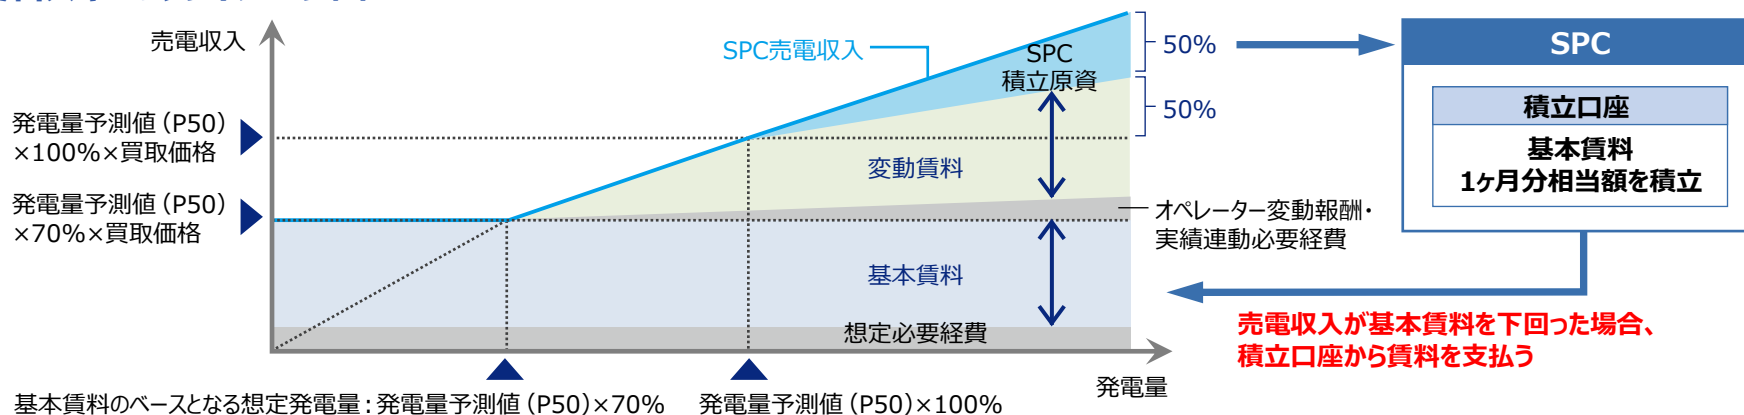 売電収入
SPC売電収入
SPC
積立原資
50%
50%
発電量予測値（P50）
×100%×買取価格
変動賃料
発電量予測値（P50）
×70%×買取価格
オペレーター変動報酬・
実績連動必要経費
基本賃料
想定必要経費
発電量
基本賃料のベースとなる想定発電量：発電量予測値（P50）×70%
発電量予測値（P50）×100%
SPC
積立口座
基本賃料
1ヶ月分相当額を積立
売電収入が基本賃料を下回った場合、
積立口座から賃料を支払う